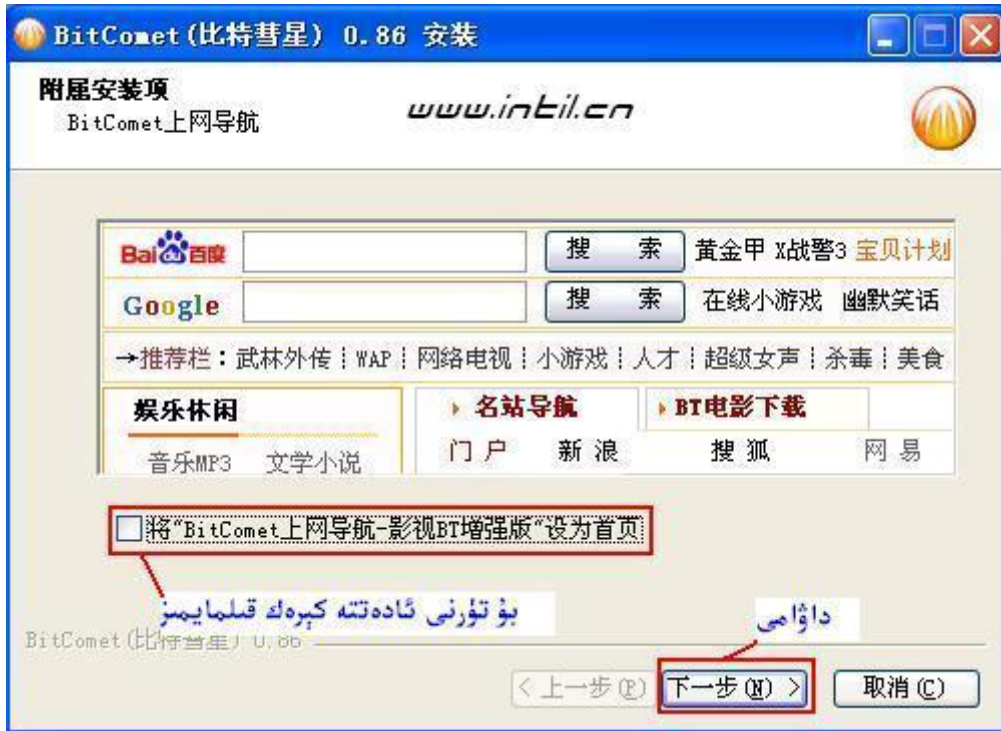 BitComet(比特彗星) 0.86 安装
附属安装项
BitComet上网导航
www.intil.cn
Bai百度 搜 索 黄金甲 X战警3 宝贝计划
Google 搜 索 在线小游戏 幽默笑话
→推荐栏：武林外传┆WAP┆网络电视┆小游戏┆人才┆超级女声┆杀毒┆美食
娱乐休闲 名站导航 BT电影下载
音乐MP3 文学小说 门 户 新 浪 搜 狐 网 易
将"BitComet上网导航-影视BT增强版"设为首页
بۇ تۈرنى ئادەتتە كېرەك قىلمايمىز
داۋامى
BitComet(比特彗星) 0.86
< 上一步(P) 下一步(N) > 取消(C)